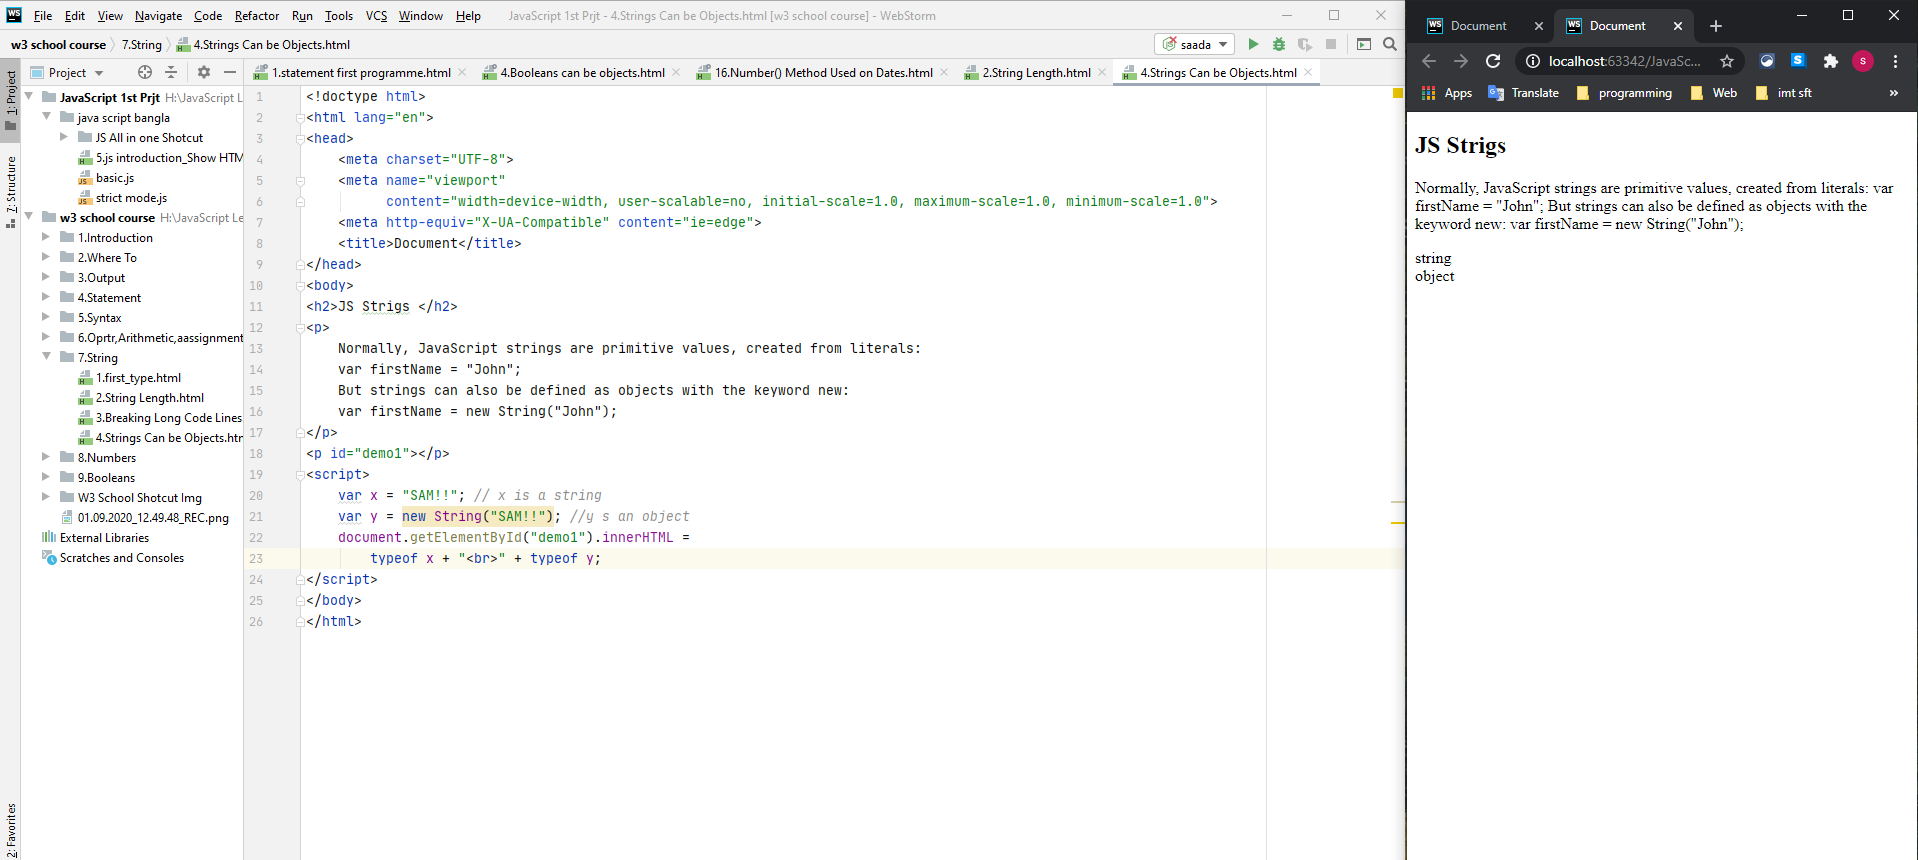 File Edit View Navigate Code Refactor Run Tools VCS Window Help JavaScript 1st Prjt - 4.Strings Can be Objects.html [w3 school course] - WebStorm
w3 school course 7.String 4.Strings Can be Objects.html saada
Project 1.statement first programme.html 4.Booleans can be objects.html 16.Number() Method Used on Dates.html 2.String Length.html 4.Strings Can be Objects.html
1: Project
7: Structure
2: Favorites
JavaScript 1st Prjt H:\JavaScript L
java script bangla
JS All in one Shotcut
5.js introduction_Show HTM
basic.js
strict mode.js
w3 school course H:\JavaScript Le
1.Introduction
2.Where To
3.Output
4.Statement
5.Syntax
6.Oprtr,Arithmetic,aassignment
7.String
1.first_type.html
2.String Length.html
3.Breaking Long Code Lines
4.Strings Can be Objects.htm
8.Numbers
9.Booleans
W3 School Shotcut Img
01.09.2020_12.49.48_REC.png
External Libraries
Scratches and Consoles
1 <!doctype html>
2 <html lang="en">
3 <head>
4 <meta charset="UTF-8">
5 <meta name="viewport"
6 content="width=device-width, user-scalable=no, initial-scale=1.0, maximum-scale=1.0, minimum-scale=1.0">
7 <meta http-equiv="X-UA-Compatible" content="ie=edge">
8 <title>Document</title>
9 </head>
10 <body>
11 <h2>JS Strigs </h2>
12 <p>
13 Normally, JavaScript strings are primitive values, created from literals:
14 var firstName = "John";
15 But strings can also be defined as objects with the keyword new:
16 var firstName = new String("John");
17 </p>
18 <p id="demo1"></p>
19 <script>
20 var x = "SAM!!"; // x is a string
21 var y = new String("SAM!!"); //y s an object
22 document.getElementById("demo1").innerHTML =
23 typeof x + "<br>" + typeof y;
24 </script>
25 </body>
26 </html>
Document Document
localhost:63342/JavaSc... s
Apps Translate programming Web imt sft »
JS Strigs
Normally, JavaScript strings are primitive values, created from literals: var
firstName = "John"; But strings can also be defined as objects with the
keyword new: var firstName = new String("John");
string
object